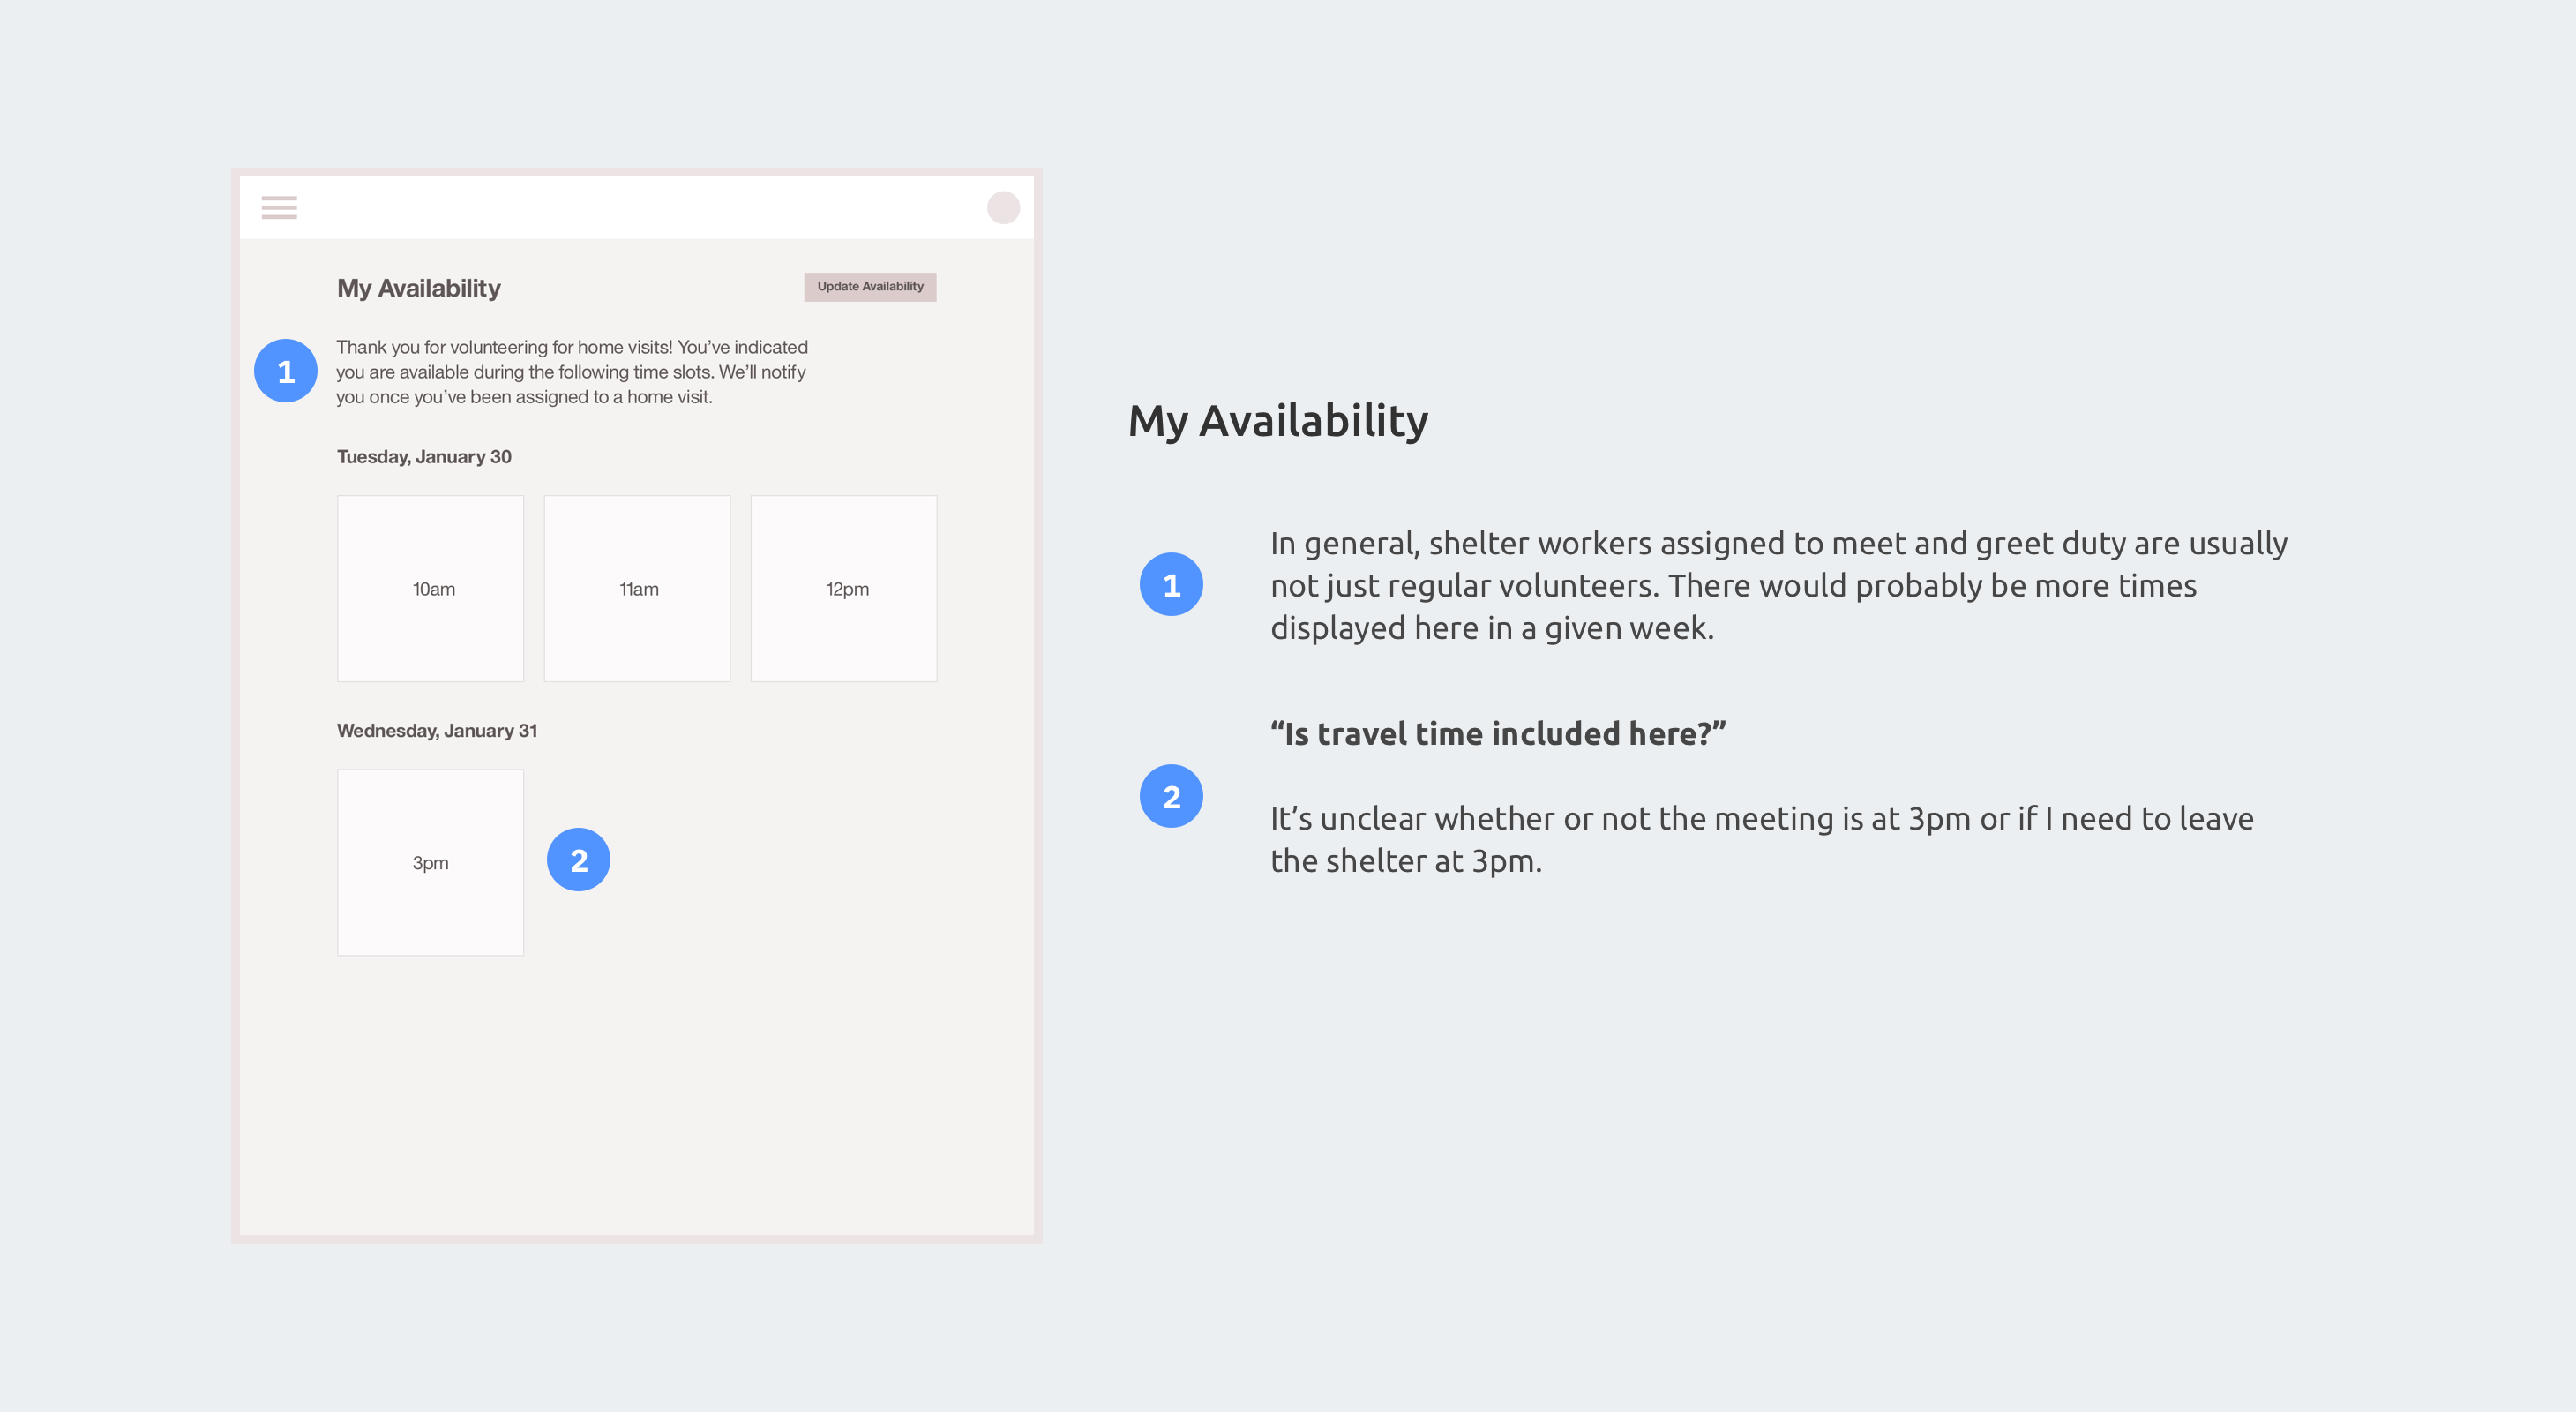 My Availability
Update Availability
1
Thank you for volunteering for home visits! You’ve indicated
you are available during the following time slots. We’ll notify
you once you’ve been assigned to a home visit.
Tuesday, January 30
10am
11am
12pm
Wednesday, January 31
3pm
2
My Availability
1
In general, shelter workers assigned to meet and greet duty are usually
not just regular volunteers. There would probably be more times
displayed here in a given week.
“Is travel time included here?”
2
It’s unclear whether or not the meeting is at 3pm or if I need to leave
the shelter at 3pm.